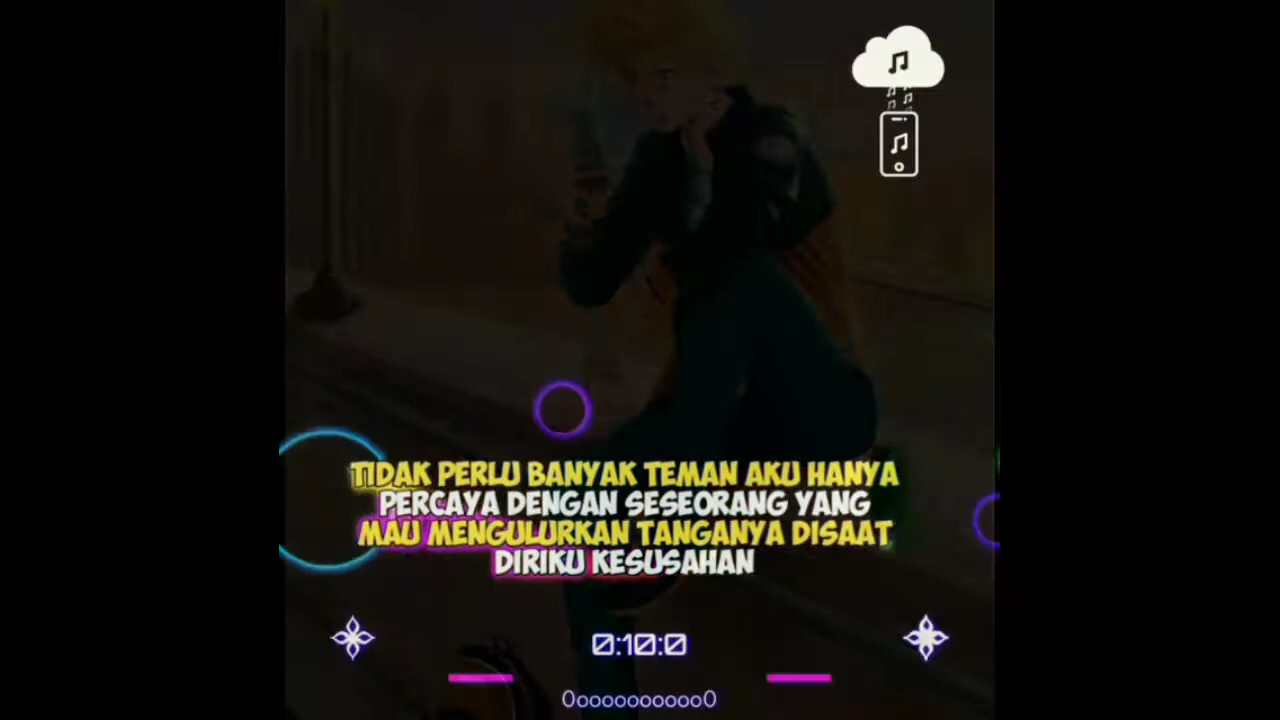 TIDAK PERLU BANYAK TEMAN AKU HANYA
PERCAYA DENGAN SESEORANG YANG
MAU MENGULURKAN TANGANYA DISAAT
DIRIKU KESUSAHAN
0:10:0
0ooooooooooo0